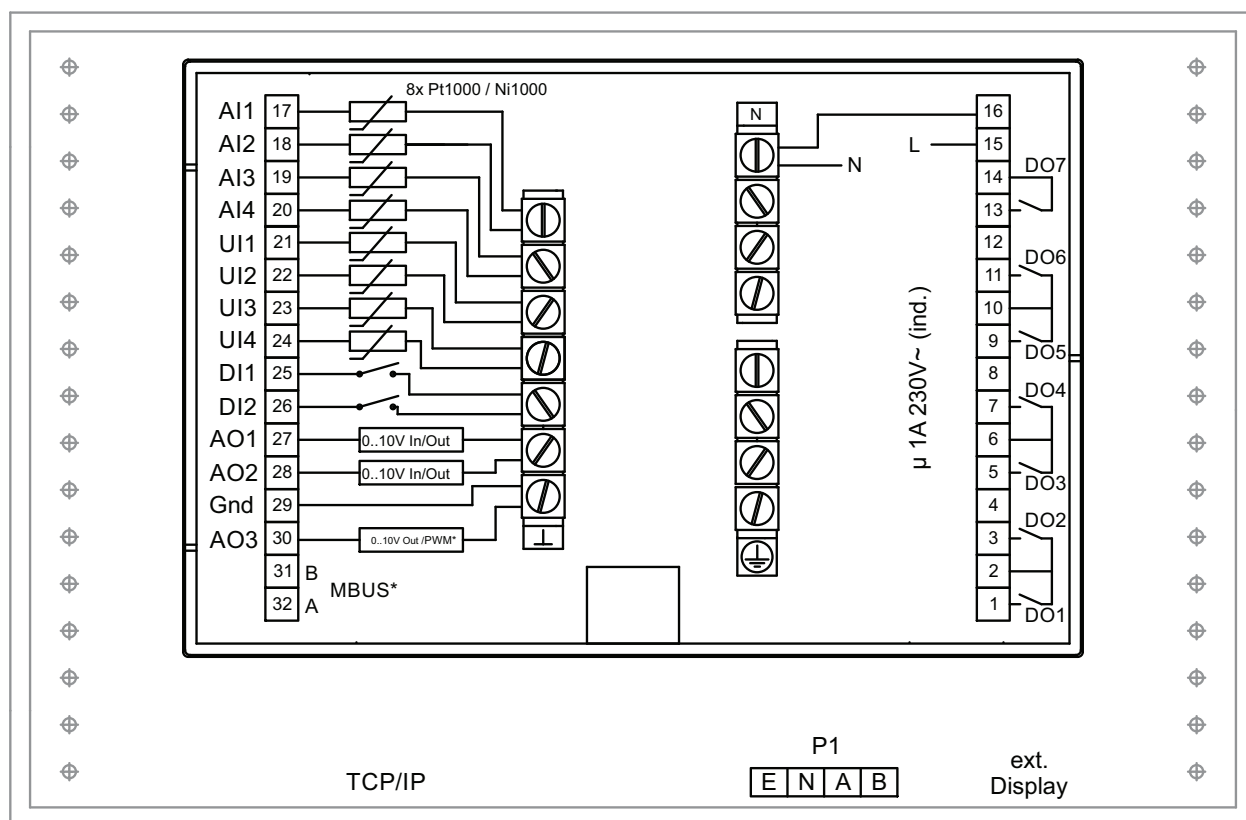 8x Pt1000 / Ni1000
AI1 17
AI2 18
AI3 19
AI4 20
UI1 21
UI2 22
UI3 23
UI4 24
DI1 25
DI2 26
AO1 27 0..10V In/Out
AO2 28 0..10V In/Out
Gnd 29
AO3 30 0..10V Out /PWM*
31 B
MBUS*
32 A
N
N
L
µ 1A 230V~ (ind.)
16
15
14 DO7
13
12
11 DO6
10
9
DO5
8
7 DO4
6
5 DO3
4
3 DO2
2
1 DO1
TCP/IP
P1
E N A B
ext.
Display